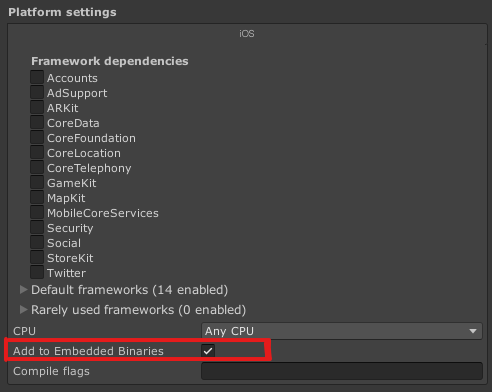 Platform settings
iOS
Framework dependencies
Accounts
AdSupport
ARKit
CoreData
CoreFoundation
CoreLocation
CoreTelephony
GameKit
MapKit
MobileCoreServices
Security
Social
StoreKit
Twitter
Default frameworks (14 enabled)
Rarely used frameworks (0 enabled)
CPU Any CPU
Add to Embedded Binaries
Compile flags